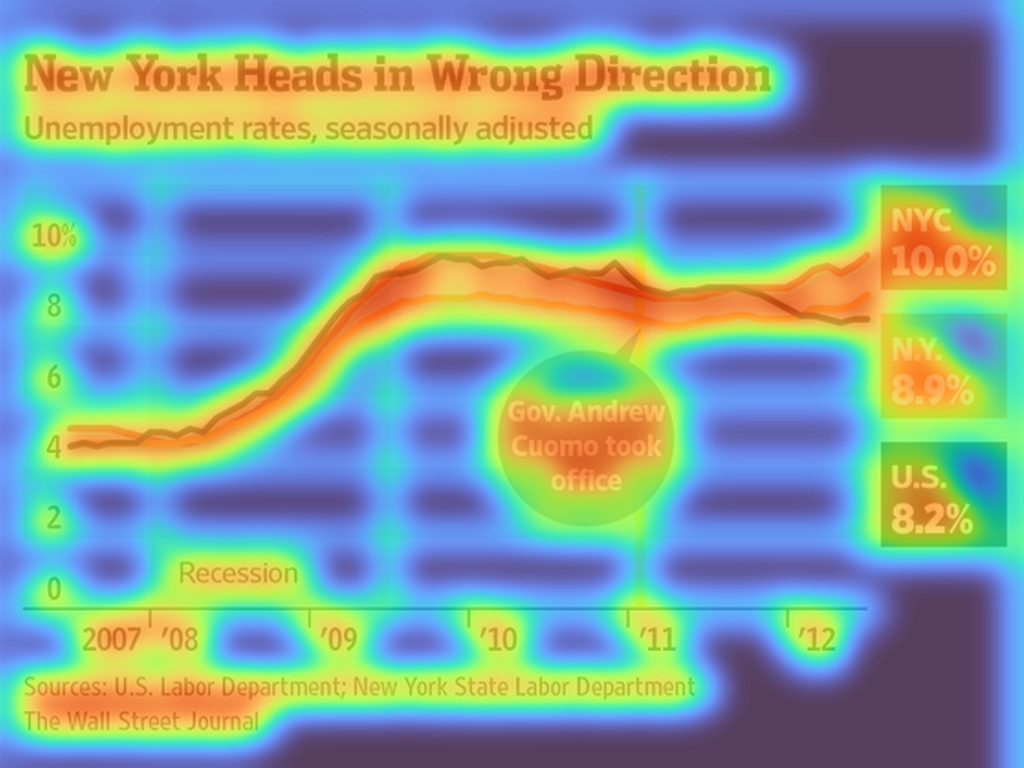 New York Heads in Wrong Direction
Unemployment rates, seasonally adjusted
10%
8
6
4
2
0
NYC
10.0%
N.Y.
8.9%
U.S.
8.2%
Gov. Andrew
Cuomo took
office
Recession
2007 '08 '09 '10 '11 '12
Sources: U.S. Labor Department; New York State Labor Department
The Wall Street Journal